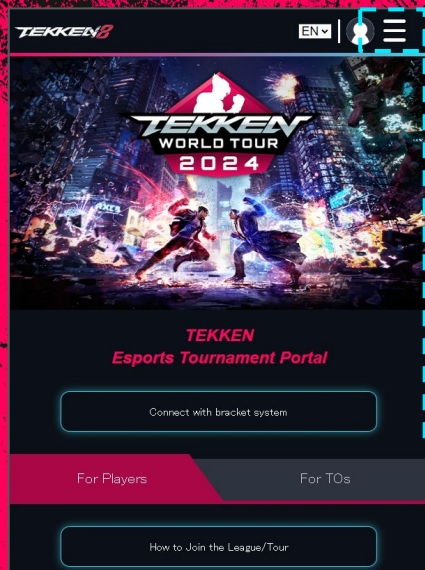 TEKKEN8
EN
TEKKEN
WORLD TOUR
2024
TEKKEN
Esports Tournament Portal
Connect with bracket system
For Players
For TOs
How to Join the League/Tour